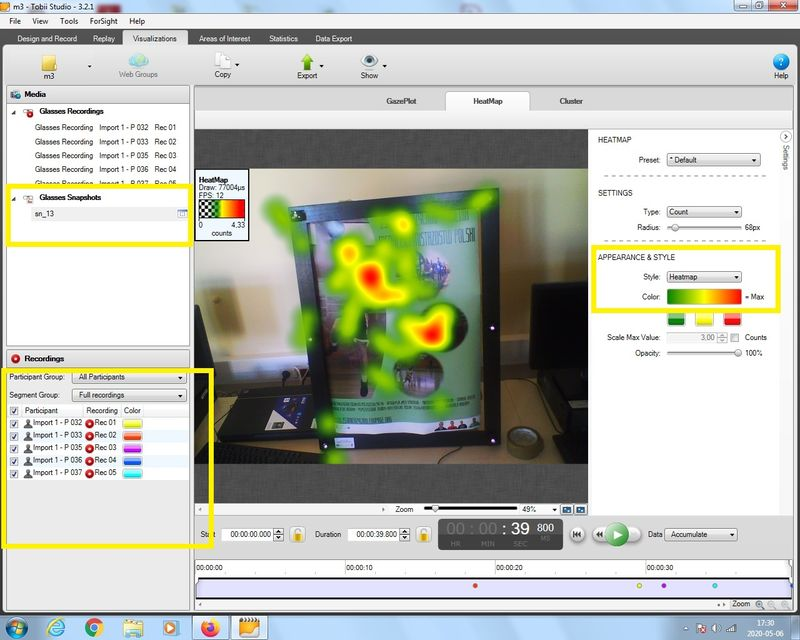 m3 - Tobii Studio - 3.2.1
File View Tools ForSight Help
Design and Record Replay Visualizations Areas of Interest Statistics Data Export
m3 Web Groups Copy Export Show Help
Media
Glasses Recordings
Glasses Recording Import 1 - P 032 Rec 01
Glasses Recording Import 1 - P 033 Rec 02
Glasses Recording Import 1 - P 035 Rec 03
Glasses Recording Import 1 - P 036 Rec 04
Glasses Recording Import 1 - P 037 Rec 05
Glasses Snapshots
sn_13
Recordings
Participant Group: All Participants
Segment Group: Full recordings
Participant Recording Color
Import 1 - P 032 Rec 01
Import 1 - P 033 Rec 02
Import 1 - P 035 Rec 03
Import 1 - P 036 Rec 04
Import 1 - P 037 Rec 05
GazePlot HeatMap Cluster
HeatMap
Draw: 77004µs
FPS: 12
0 4.33
counts
MISTRZOSTWO POLSKI
HEATMAP
Preset: * Default
SETTINGS
Type: Count
Radius: 68px
APPEARANCE & STYLE
Style: Heatmap
Color: = Max
Scale Max Value: 3.00 Counts
Opacity: 100%
Settings
Zoom 49%
Start 00:00:00.000 Duration 00:00:39.800 00 : 00 : 39 800
HR MIN SEC MS
Data Accumulate
00:00:00 00:00:10 00:00:20 00:00:30
Zoom
17:30
2020-05-06